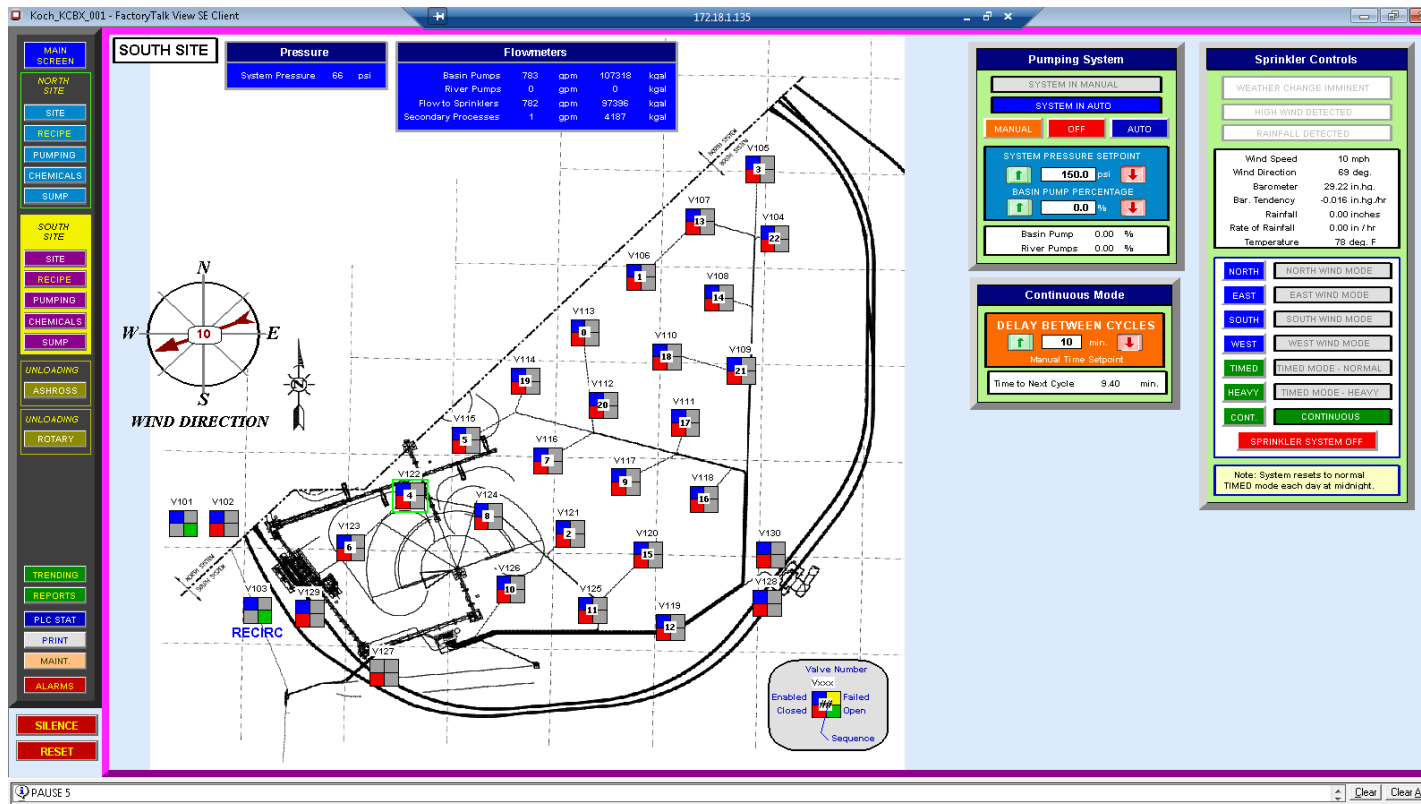 Koch_KCBX_001 - FactoryTalk View SE Client
172.18.1.135
MAIN
SCREEN
NORTH
SITE
SITE
RECIPE
PUMPING
CHEMICALS
SUMP
SOUTH
SITE
SITE
RECIPE
PUMPING
CHEMICALS
SUMP
UNLOADING
ASHROSS
UNLOADING
ROTARY
TRENDING
REPORTS
PLC STAT
PRINT
MAINT.
ALARMS
SILENCE
RESET
SOUTH SITE
Pressure
System Pressure 66 psi
Flowmeters
Basin Pumps 783 gpm 107318 kgal
River Pumps 0 gpm 0 kgal
Flow to Sprinklers 782 gpm 97396 kgal
Secondary Processes 1 gpm 4187 kgal
NORTH SYSTEM
SOUTH SYSTEM
V105
3
V107
13
V104
22
V106
1
V108
14
V113
0
V110
18
V109
21
V114
19
V112
20
V111
17
V115
5
V116
7
V117
9
V118
16
V122
4
V124
8
V121
2
V101
V102
V123
6
V120
15
V130
V126
10
V125
11
V128
V103
RECIRC
V129
V119
12
V127
N
W
10
E
S
WIND DIRECTION
N
NORTH SYSTEM
SOUTH SYSTEM
Valve Number
Vxxx
Enabled
Failed
Closed
##
Open
Sequence
Pumping System
SYSTEM IN MANUAL
SYSTEM IN AUTO
MANUAL OFF AUTO
SYSTEM PRESSURE SETPOINT
150.0 psi
BASIN PUMP PERCENTAGE
0.0 %
Basin Pump 0.00 %
River Pumps 0.00 %
Continuous Mode
DELAY BETWEEN CYCLES
10 min.
Manual Time Setpoint
Time to Next Cycle 9.40 min.
Sprinkler Controls
WEATHER CHANGE IMMINENT
HIGH WIND DETECTED
RAINFALL DETECTED
Wind Speed 10 mph
Wind Direction 69 deg.
Barometer 29.22 in.hg.
Bar. Tendency -0.016 in.hg./hr
Rainfall 0.00 inches
Rate of Rainfall 0.00 in / hr
Temperature 78 deg. F
NORTH NORTH WIND MODE
EAST EAST WIND MODE
SOUTH SOUTH WIND MODE
WEST WEST WIND MODE
TIMED TIMED MODE - NORMAL
HEAVY TIMED MODE - HEAVY
CONT. CONTINUOUS
SPRINKLER SYSTEM OFF
Note: System resets to normal
TIMED mode each day at midnight.
PAUSE 5
Clear
Clear A